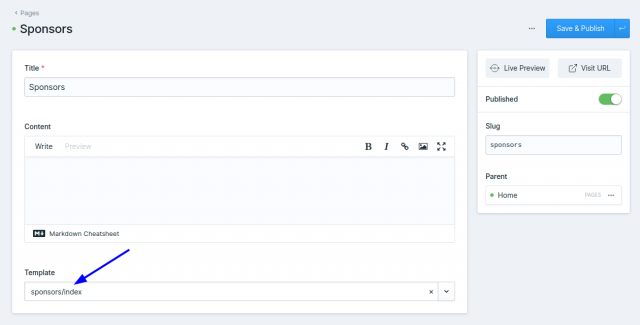 Pages
Sponsors
Save & Publish
Title *
Sponsors
Content
Write Preview
B I
M↓ Markdown Cheatsheet
Template
sponsors/index
Live Preview Visit URL
Published
Slug
sponsors
Parent
Home PAGES